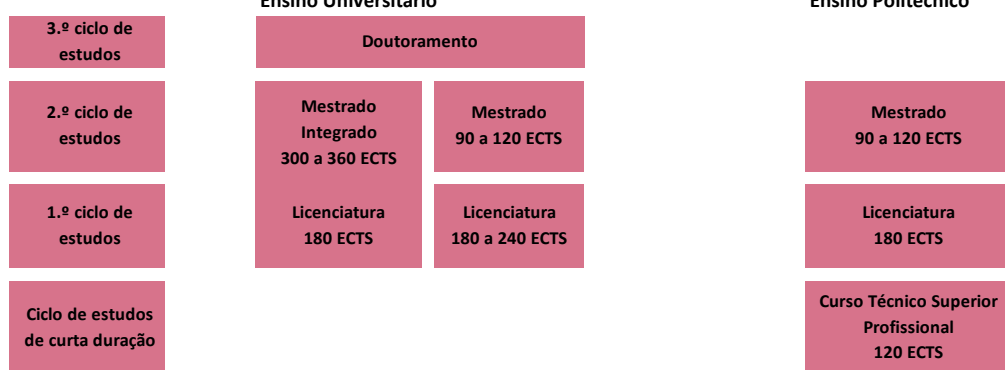 Ensino Universitário
Ensino Politécnico
3.º ciclo de
estudos
Doutoramento
2.º ciclo de
estudos
Mestrado
Integrado
300 a 360 ECTS
Mestrado
90 a 120 ECTS
Mestrado
90 a 120 ECTS
1.º ciclo de
estudos
Licenciatura
180 ECTS
Licenciatura
180 a 240 ECTS
Licenciatura
180 ECTS
Ciclo de estudos
de curta duração
Curso Técnico Superior
Profissional
120 ECTS